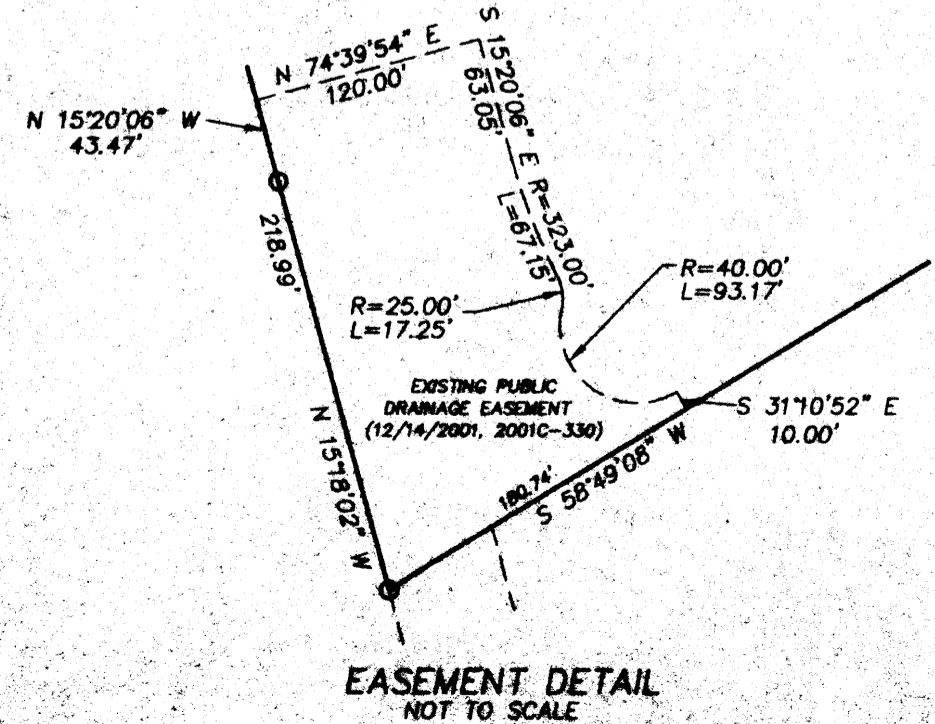 N 74°39'54" E
120.00'
S 15°20'06" E
63.05'
N 15°20'06" W
43.47'
218.99'
R=323.00'
L=67.15'
R=25.00'
L=17.25'
R=40.00'
L=93.17'
EXISTING PUBLIC
DRAINAGE EASEMENT
(12/14/2001, 2001C-330)
S 31°10'52" E
10.00'
N 15°18'02" W
180.74'
S 58°49'08" W
EASEMENT DETAIL
NOT TO SCALE